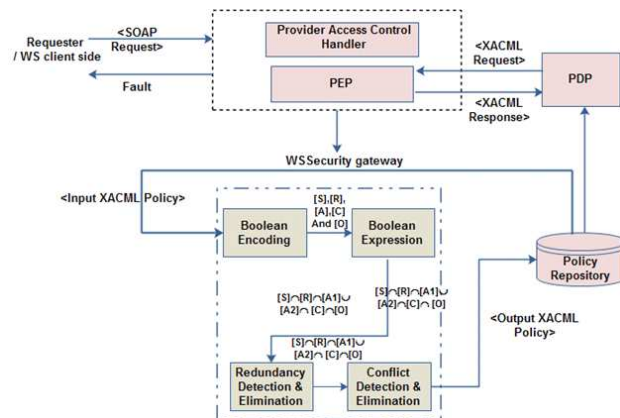 Requester
/ WS client side
<SOAP
Request>
Fault
Provider Access Control
Handler
PEP
<XACML
Request>
<XACML
Response>
PDP
WSSecurity gateway
<Input XACML Policy>
Boolean
Encoding
[S],[R],
[A],[C]
And [O]
Boolean
Expression
Policy
Repository
[S]∩[R]∩[A1]∪
[A2]∩ [C]∩[O]
[S]∩[R]∩[A1]∪
[A2]∩[C]∩ [O]
[S]∩[R]∩[A1]∪
[A2]∩ [C]∩[O]
<Output XACML
Policy>
Redundancy
Detection &
Elimination
Conflict
Detection &
Elimination